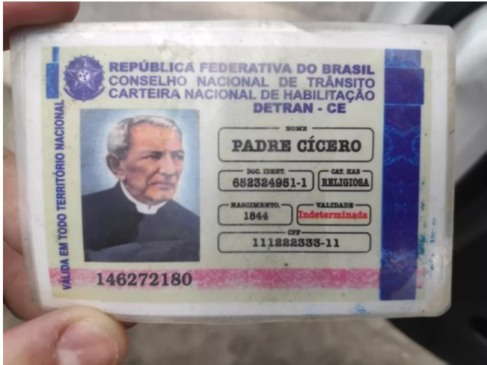 REPÚBLICA FEDERATIVA DO BRASIL
CONSELHO NACIONAL DE TRÂNSITO
CARTEIRA NACIONAL DE HABILITAÇÃO
DETRAN - CE
VÁLIDA EM TODO TERRITÓRIO NACIONAL
NOME
PADRE CÍCERO
DOC. IDENT.
CAT. HAB
652324951-1
RELIGIOSA
NASCIMENTO.
VALIDADE
1844
Indeterminada
CPF
111222333-11
146272180